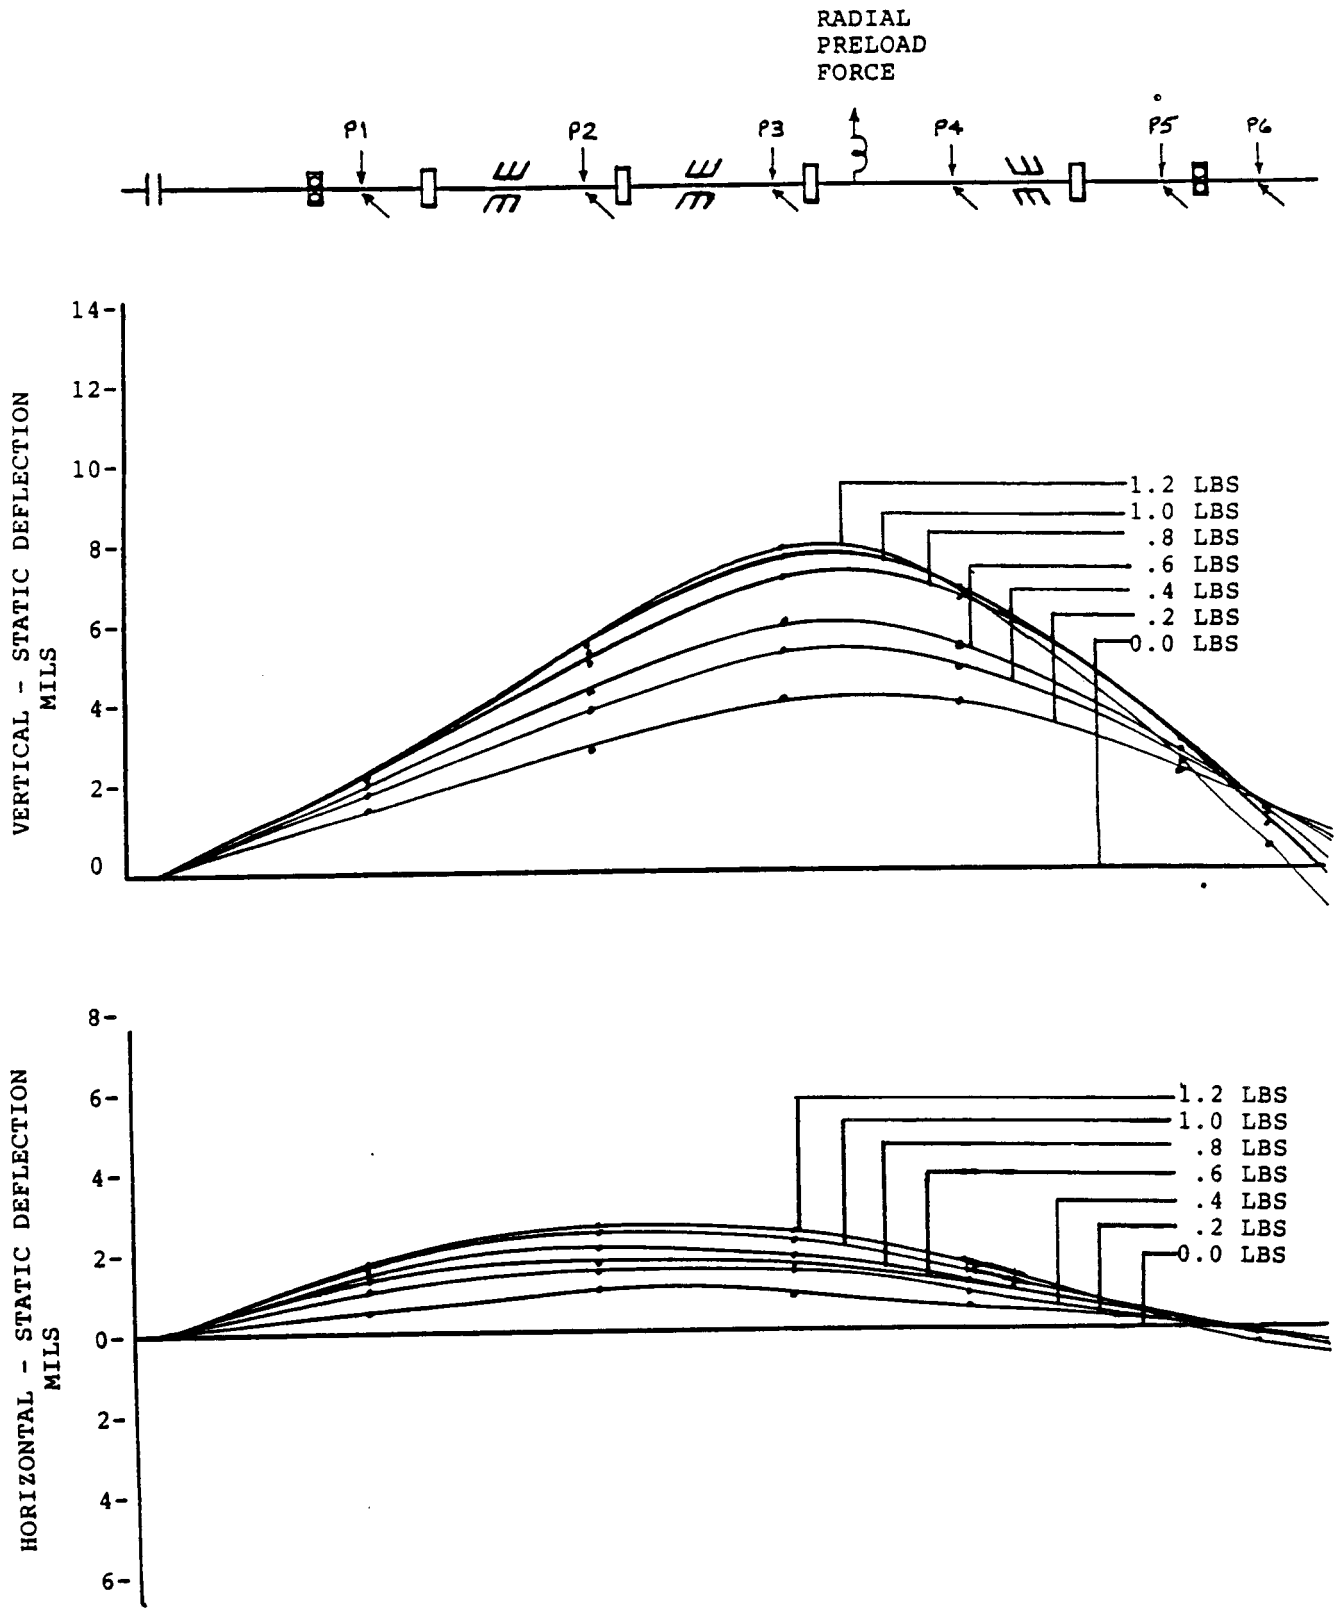 RADIAL
PRELOAD
FORCE
P1 P2 P3 P4 P5 P6
VERTICAL - STATIC DEFLECTION
MILS
14-
12-
10-
8-
6-
4-
2-
0
1.2 LBS
1.0 LBS
.8 LBS
.6 LBS
.4 LBS
.2 LBS
0.0 LBS
HORIZONTAL - STATIC DEFLECTION
MILS
8-
6-
4-
2-
0-
2-
4-
6-
1.2 LBS
1.0 LBS
.8 LBS
.6 LBS
.4 LBS
.2 LBS
0.0 LBS